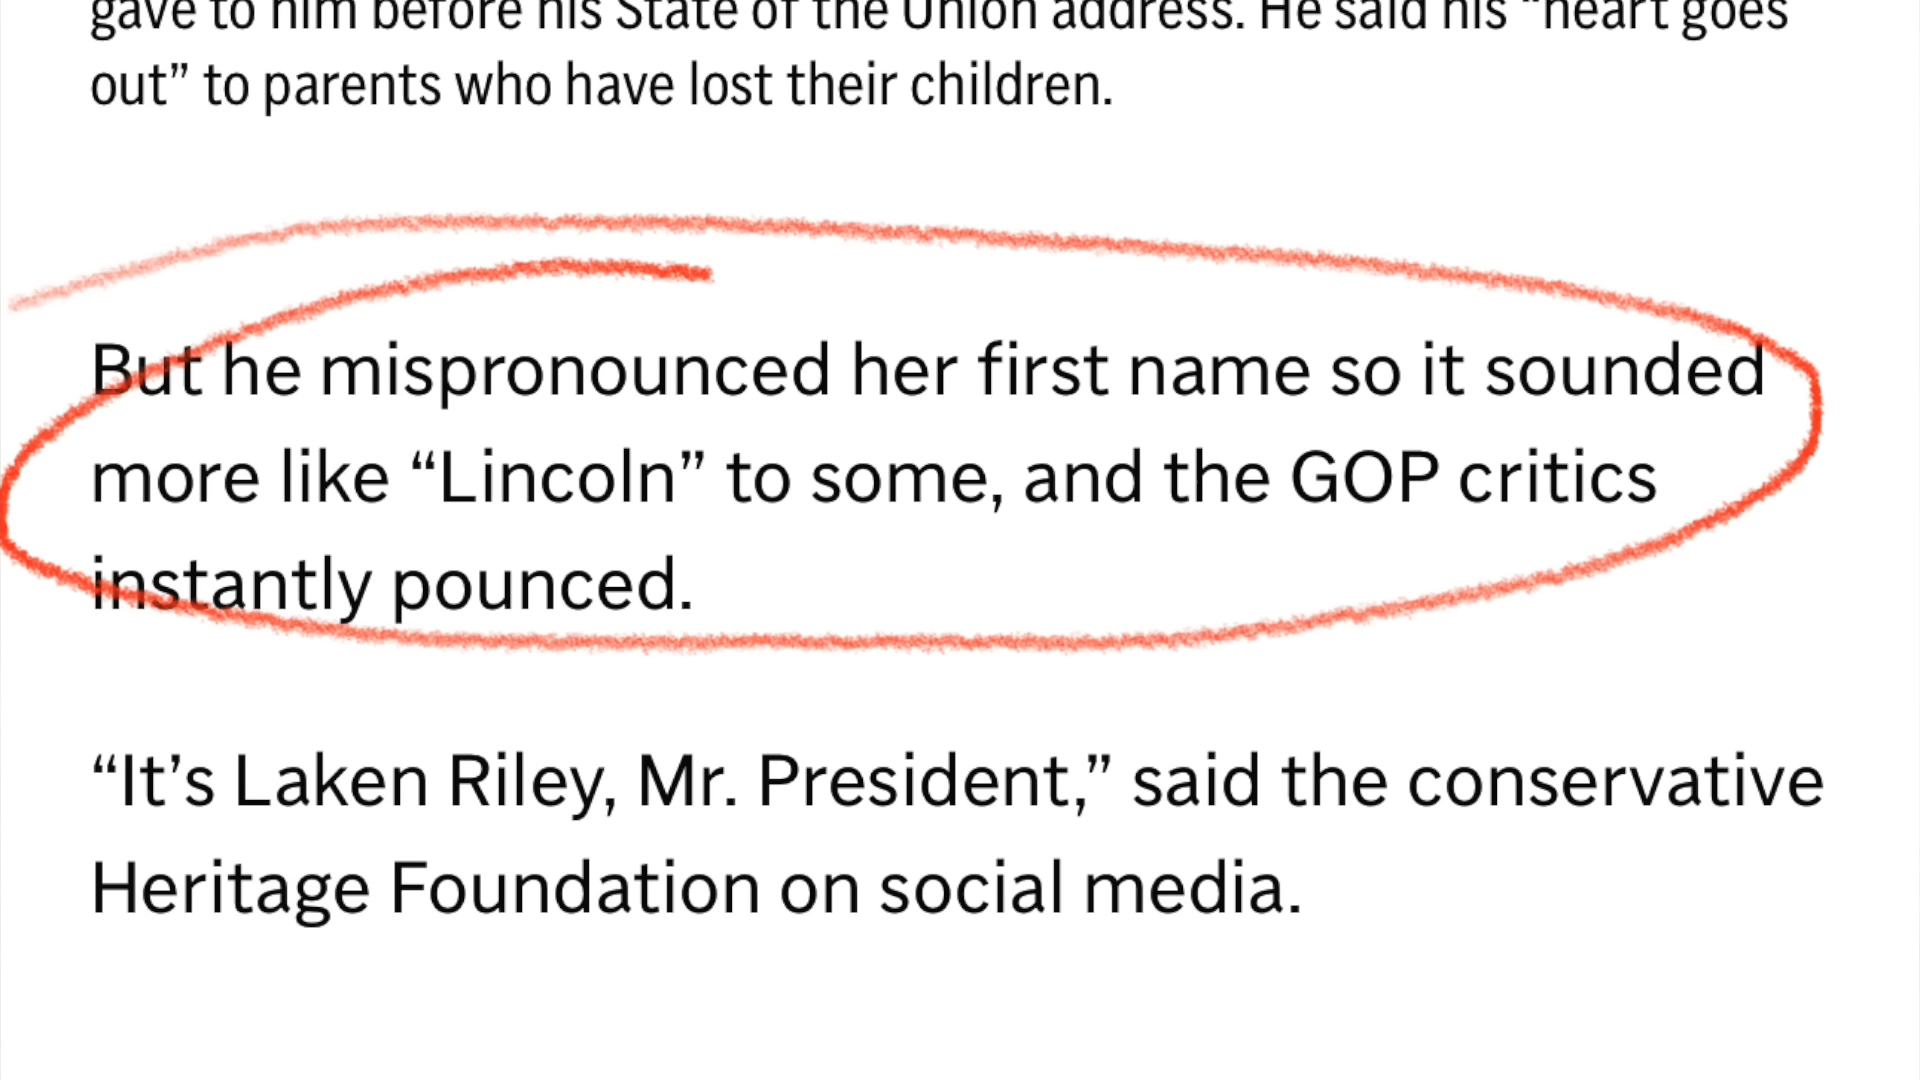 gave to him before his State of the Union address. He said his “heart goes
out” to parents who have lost their children.
But he mispronounced her first name so it sounded
more like “Lincoln” to some, and the GOP critics
instantly pounced.
“It’s Laken Riley, Mr. President,” said the conservative
Heritage Foundation on social media.